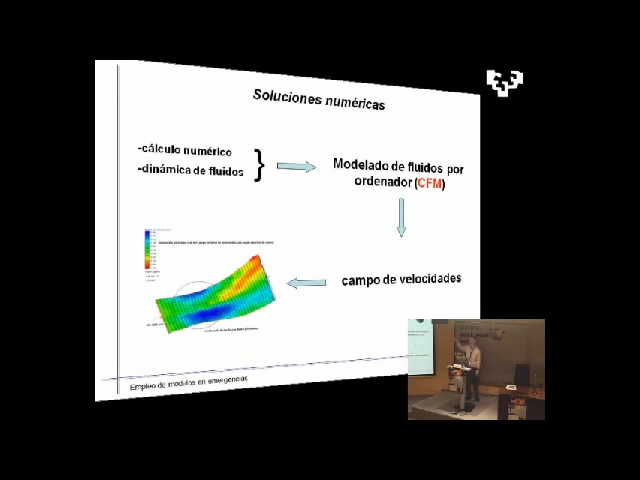 Soluciones numéricas
-cálculo numérico
-dinámica de fluidos
Modelado de fluidos por
ordenador (CFM)
campo de velocidades
Empleo de modulos en emergencias